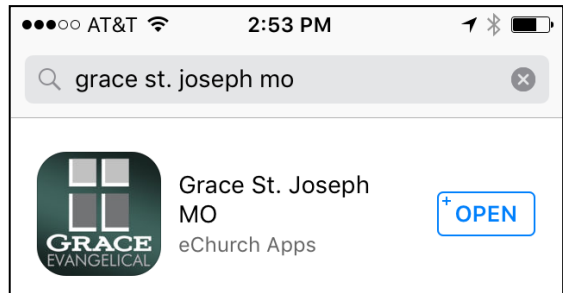 AT&T 2:53 PM
grace st. joseph mo
Grace St. Joseph
MO
eChurch Apps
+ OPEN
GRACE
EVANGELICAL